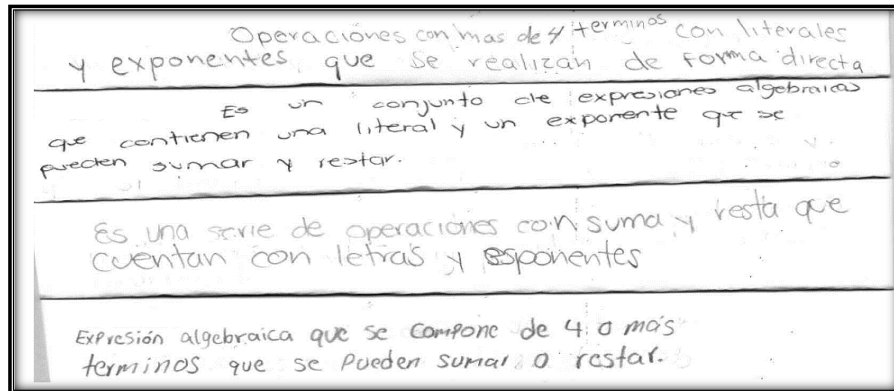 Operaciones con mas de 4 terminos con literales
y exponentes que se realizan de forma directa
Es un conjunto de expresiones algebraicas
que contienen una literal y un exponente que se
pueden sumar y restar.
Es una serie de operaciones con suma y resta que
cuentan con letras y esponentes
Expresión algebraica que se compone de 4 o más
terminos que se pueden sumar o restar.